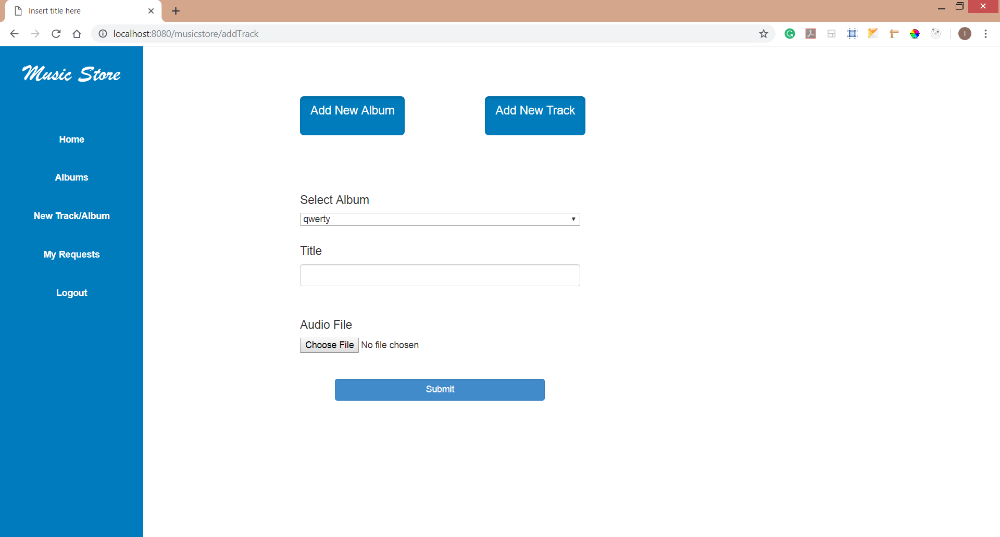 Insert title here
localhost:8080/musicstore/addTrack
I
Music Store
Home
Albums
New Track/Album
My Requests
Logout
Add New Album
Add New Track
Select Album
qwerty
Title
Audio File
Choose File No file chosen
Submit